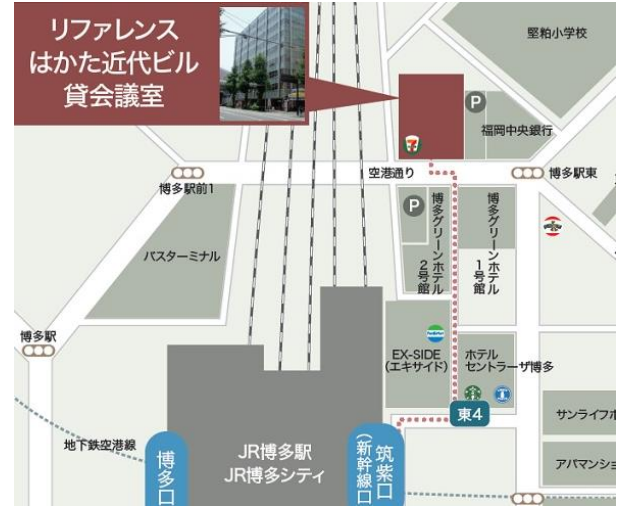 リファレンス
はかた近代ビル
貸会議室
堅粕小学校
P
福岡中央銀行
7
空港通り
博多駅東
博多駅前1
P
博多グリーンホテル
2号館
博多グリーンホテル
1号館
バスターミナル
博多駅
FamilyMart
EX-SIDE
(エキサイド)
ホテル
セントラーザ博多
東4
サンライフホ
地下鉄空港線
博多口
JR博多駅
JR博多シティ
筑紫口
(新幹線口
アパマンショ